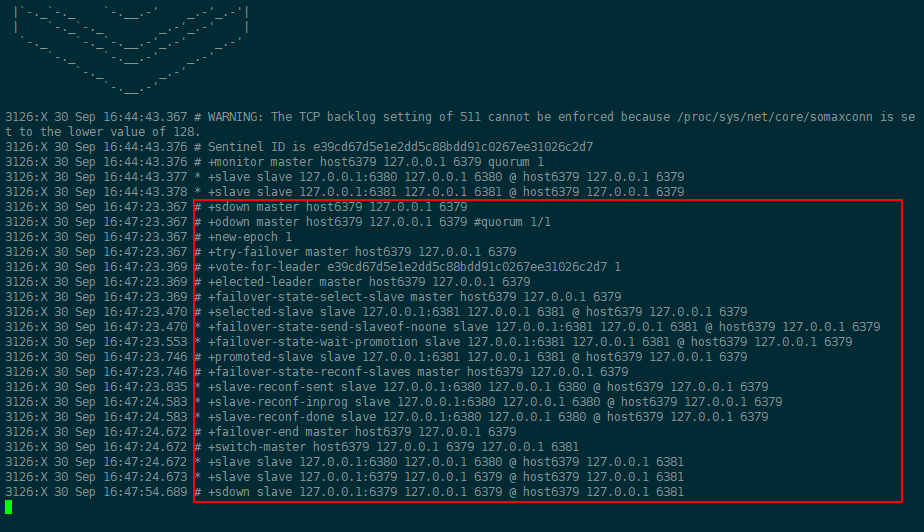 3126:X 30 Sep 16:44:43.367 # WARNING: The TCP backlog setting of 511 cannot be enforced because /proc/sys/net/core/somaxconn is se
t to the lower value of 128.
3126:X 30 Sep 16:44:43.376 # Sentinel ID is e39cd67d5e1e2dd5c88bdd91c0267ee31026c2d7
3126:X 30 Sep 16:44:43.376 # +monitor master host6379 127.0.0.1 6379 quorum 1
3126:X 30 Sep 16:44:43.377 * +slave slave 127.0.0.1:6380 127.0.0.1 6380 @ host6379 127.0.0.1 6379
3126:X 30 Sep 16:44:43.378 * +slave slave 127.0.0.1:6381 127.0.0.1 6381 @ host6379 127.0.0.1 6379
3126:X 30 Sep 16:47:23.367 # +sdown master host6379 127.0.0.1 6379
3126:X 30 Sep 16:47:23.367 # +odown master host6379 127.0.0.1 6379 #quorum 1/1
3126:X 30 Sep 16:47:23.367 # +new-epoch 1
3126:X 30 Sep 16:47:23.367 # +try-failover master host6379 127.0.0.1 6379
3126:X 30 Sep 16:47:23.369 # +vote-for-leader e39cd67d5e1e2dd5c88bdd91c0267ee31026c2d7 1
3126:X 30 Sep 16:47:23.369 # +elected-leader master host6379 127.0.0.1 6379
3126:X 30 Sep 16:47:23.369 # +failover-state-select-slave master host6379 127.0.0.1 6379
3126:X 30 Sep 16:47:23.470 # +selected-slave slave 127.0.0.1:6381 127.0.0.1 6381 @ host6379 127.0.0.1 6379
3126:X 30 Sep 16:47:23.470 * +failover-state-send-slaveof-noone slave 127.0.0.1:6381 127.0.0.1 6381 @ host6379 127.0.0.1 6379
3126:X 30 Sep 16:47:23.553 * +failover-state-wait-promotion slave 127.0.0.1:6381 127.0.0.1 6381 @ host6379 127.0.0.1 6379
3126:X 30 Sep 16:47:23.746 # +promoted-slave slave 127.0.0.1:6381 127.0.0.1 6381 @ host6379 127.0.0.1 6379
3126:X 30 Sep 16:47:23.746 # +failover-state-reconf-slaves master host6379 127.0.0.1 6379
3126:X 30 Sep 16:47:23.835 * +slave-reconf-sent slave 127.0.0.1:6380 127.0.0.1 6380 @ host6379 127.0.0.1 6379
3126:X 30 Sep 16:47:24.583 * +slave-reconf-inprog slave 127.0.0.1:6380 127.0.0.1 6380 @ host6379 127.0.0.1 6379
3126:X 30 Sep 16:47:24.583 * +slave-reconf-done slave 127.0.0.1:6380 127.0.0.1 6380 @ host6379 127.0.0.1 6379
3126:X 30 Sep 16:47:24.672 # +failover-end master host6379 127.0.0.1 6379
3126:X 30 Sep 16:47:24.672 # +switch-master host6379 127.0.0.1 6379 127.0.0.1 6381
3126:X 30 Sep 16:47:24.672 * +slave slave 127.0.0.1:6380 127.0.0.1 6380 @ host6379 127.0.0.1 6381
3126:X 30 Sep 16:47:24.673 * +slave slave 127.0.0.1:6379 127.0.0.1 6379 @ host6379 127.0.0.1 6381
3126:X 30 Sep 16:47:54.689 # +sdown slave 127.0.0.1:6379 127.0.0.1 6379 @ host6379 127.0.0.1 6381